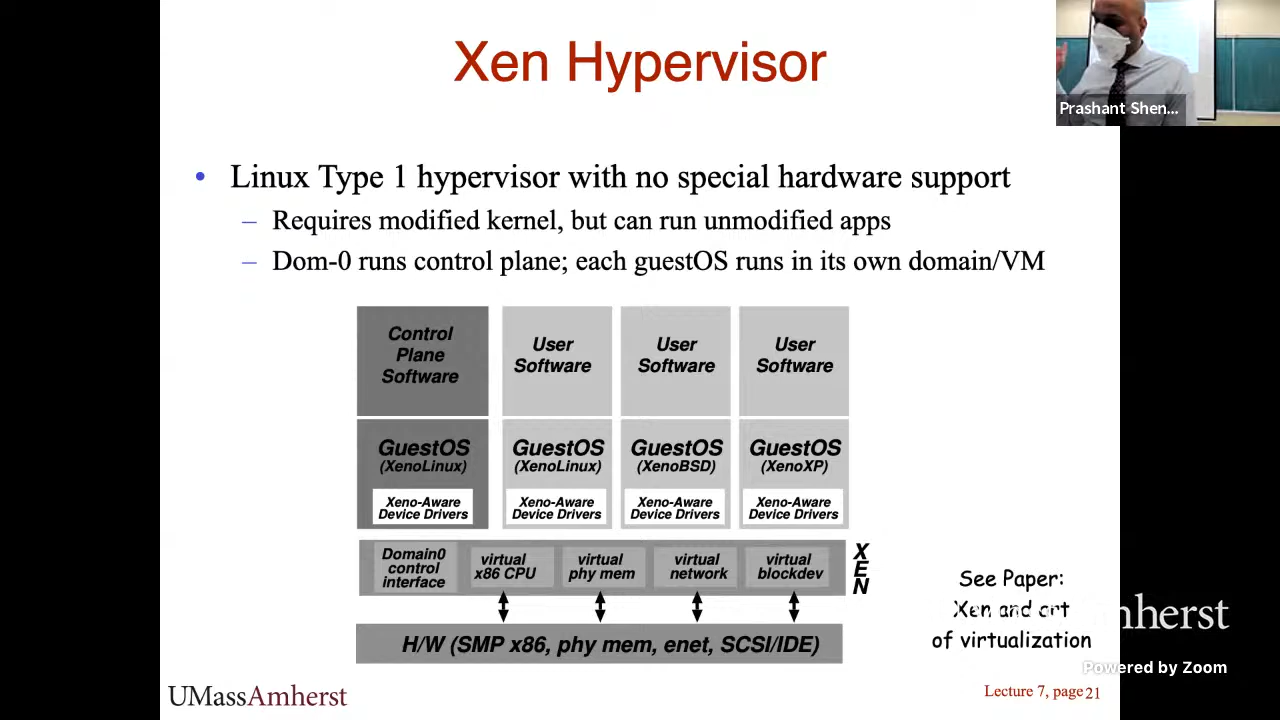 Xen Hypervisor
Prashant Shen...
• Linux Type 1 hypervisor with no special hardware support
– Requires modified kernel, but can run unmodified apps
– Dom-0 runs control plane; each guestOS runs in its own domain/VM
Control
Plane
Software
User
Software
User
Software
User
Software
GuestOS
(XenoLinux)
Xeno-Aware
Device Drivers
GuestOS
(XenoLinux)
Xeno-Aware
Device Drivers
GuestOS
(XenoBSD)
Xeno-Aware
Device Drivers
GuestOS
(XenoXP)
Xeno-Aware
Device Drivers
Domain0
control
interface
virtual
x86 CPU
virtual
phy mem
virtual
network
virtual
blockdev
XEN
H/W (SMP x86, phy mem, enet, SCSI/IDE)
See Paper:
Xen and art
of virtualization
mherst
Powered by Zoom
UMassAmherst
Lecture 7, page 21